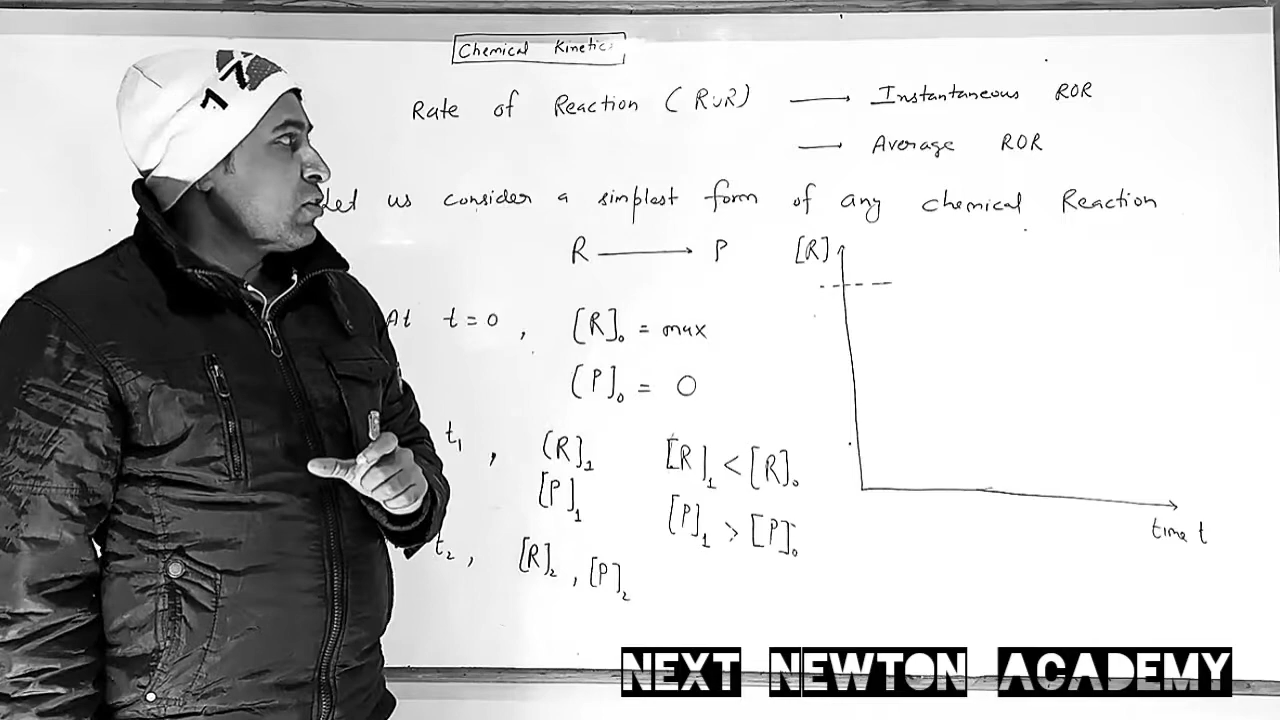 Chemical Kinetics
Rate of Reaction (ROR) ⟶ Instantaneous ROR
⟶ Average ROR
Let us consider a simplest form of any chemical Reaction
R ⟶ P
[R]
At t=0 , [R]₀ = max
[P]₀ = 0
t₁ , [R]₁ [R]₁ < [R]₀
[P]₁ [P]₁ > [P]₀
time t
t₂ , [R]₂ , [P]₂
NEXT NEWTON ACADEMY
17